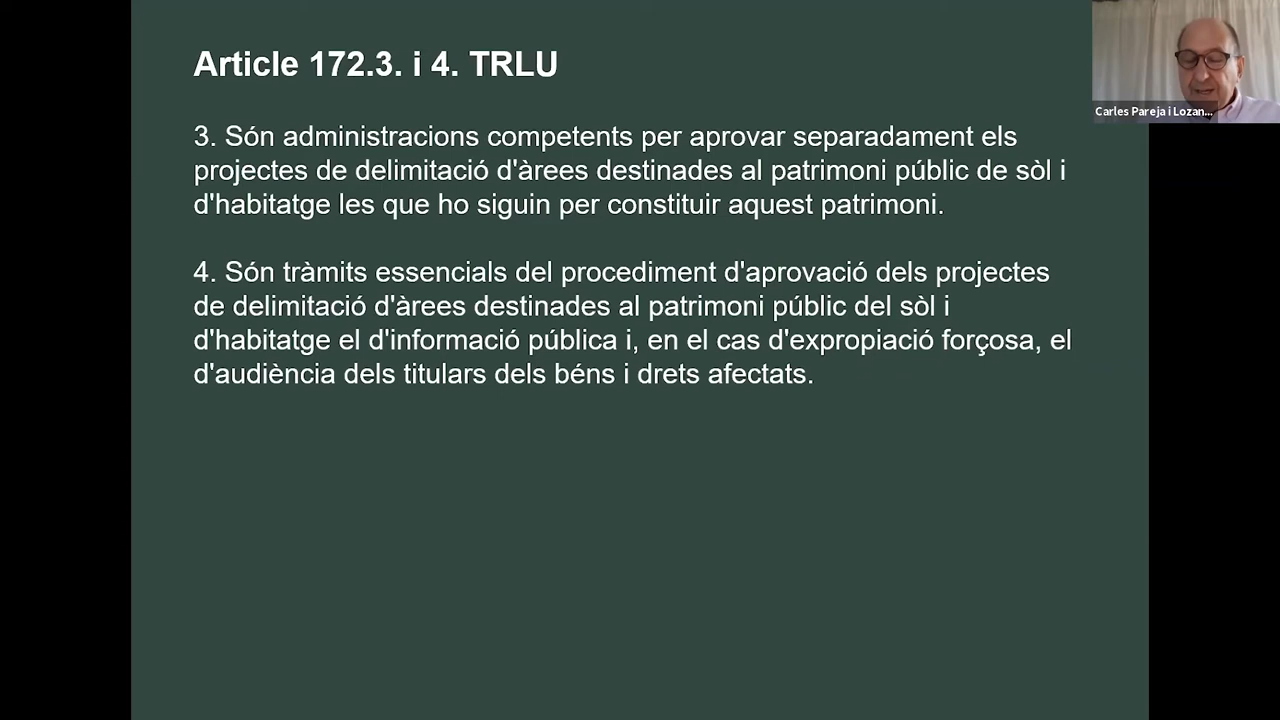 Article 172.3. i 4. TRLU
3. Són administracions competents per aprovar separadament els
projectes de delimitació d'àrees destinades al patrimoni públic de sòl i
d'habitatge les que ho siguin per constituir aquest patrimoni.
4. Són tràmits essencials del procediment d'aprovació dels projectes
de delimitació d'àrees destinades al patrimoni públic del sòl i
d'habitatge el d'informació pública i, en el cas d'expropiació forçosa, el
d'audiència dels titulars dels béns i drets afectats.
Carles Pareja i Lozan...